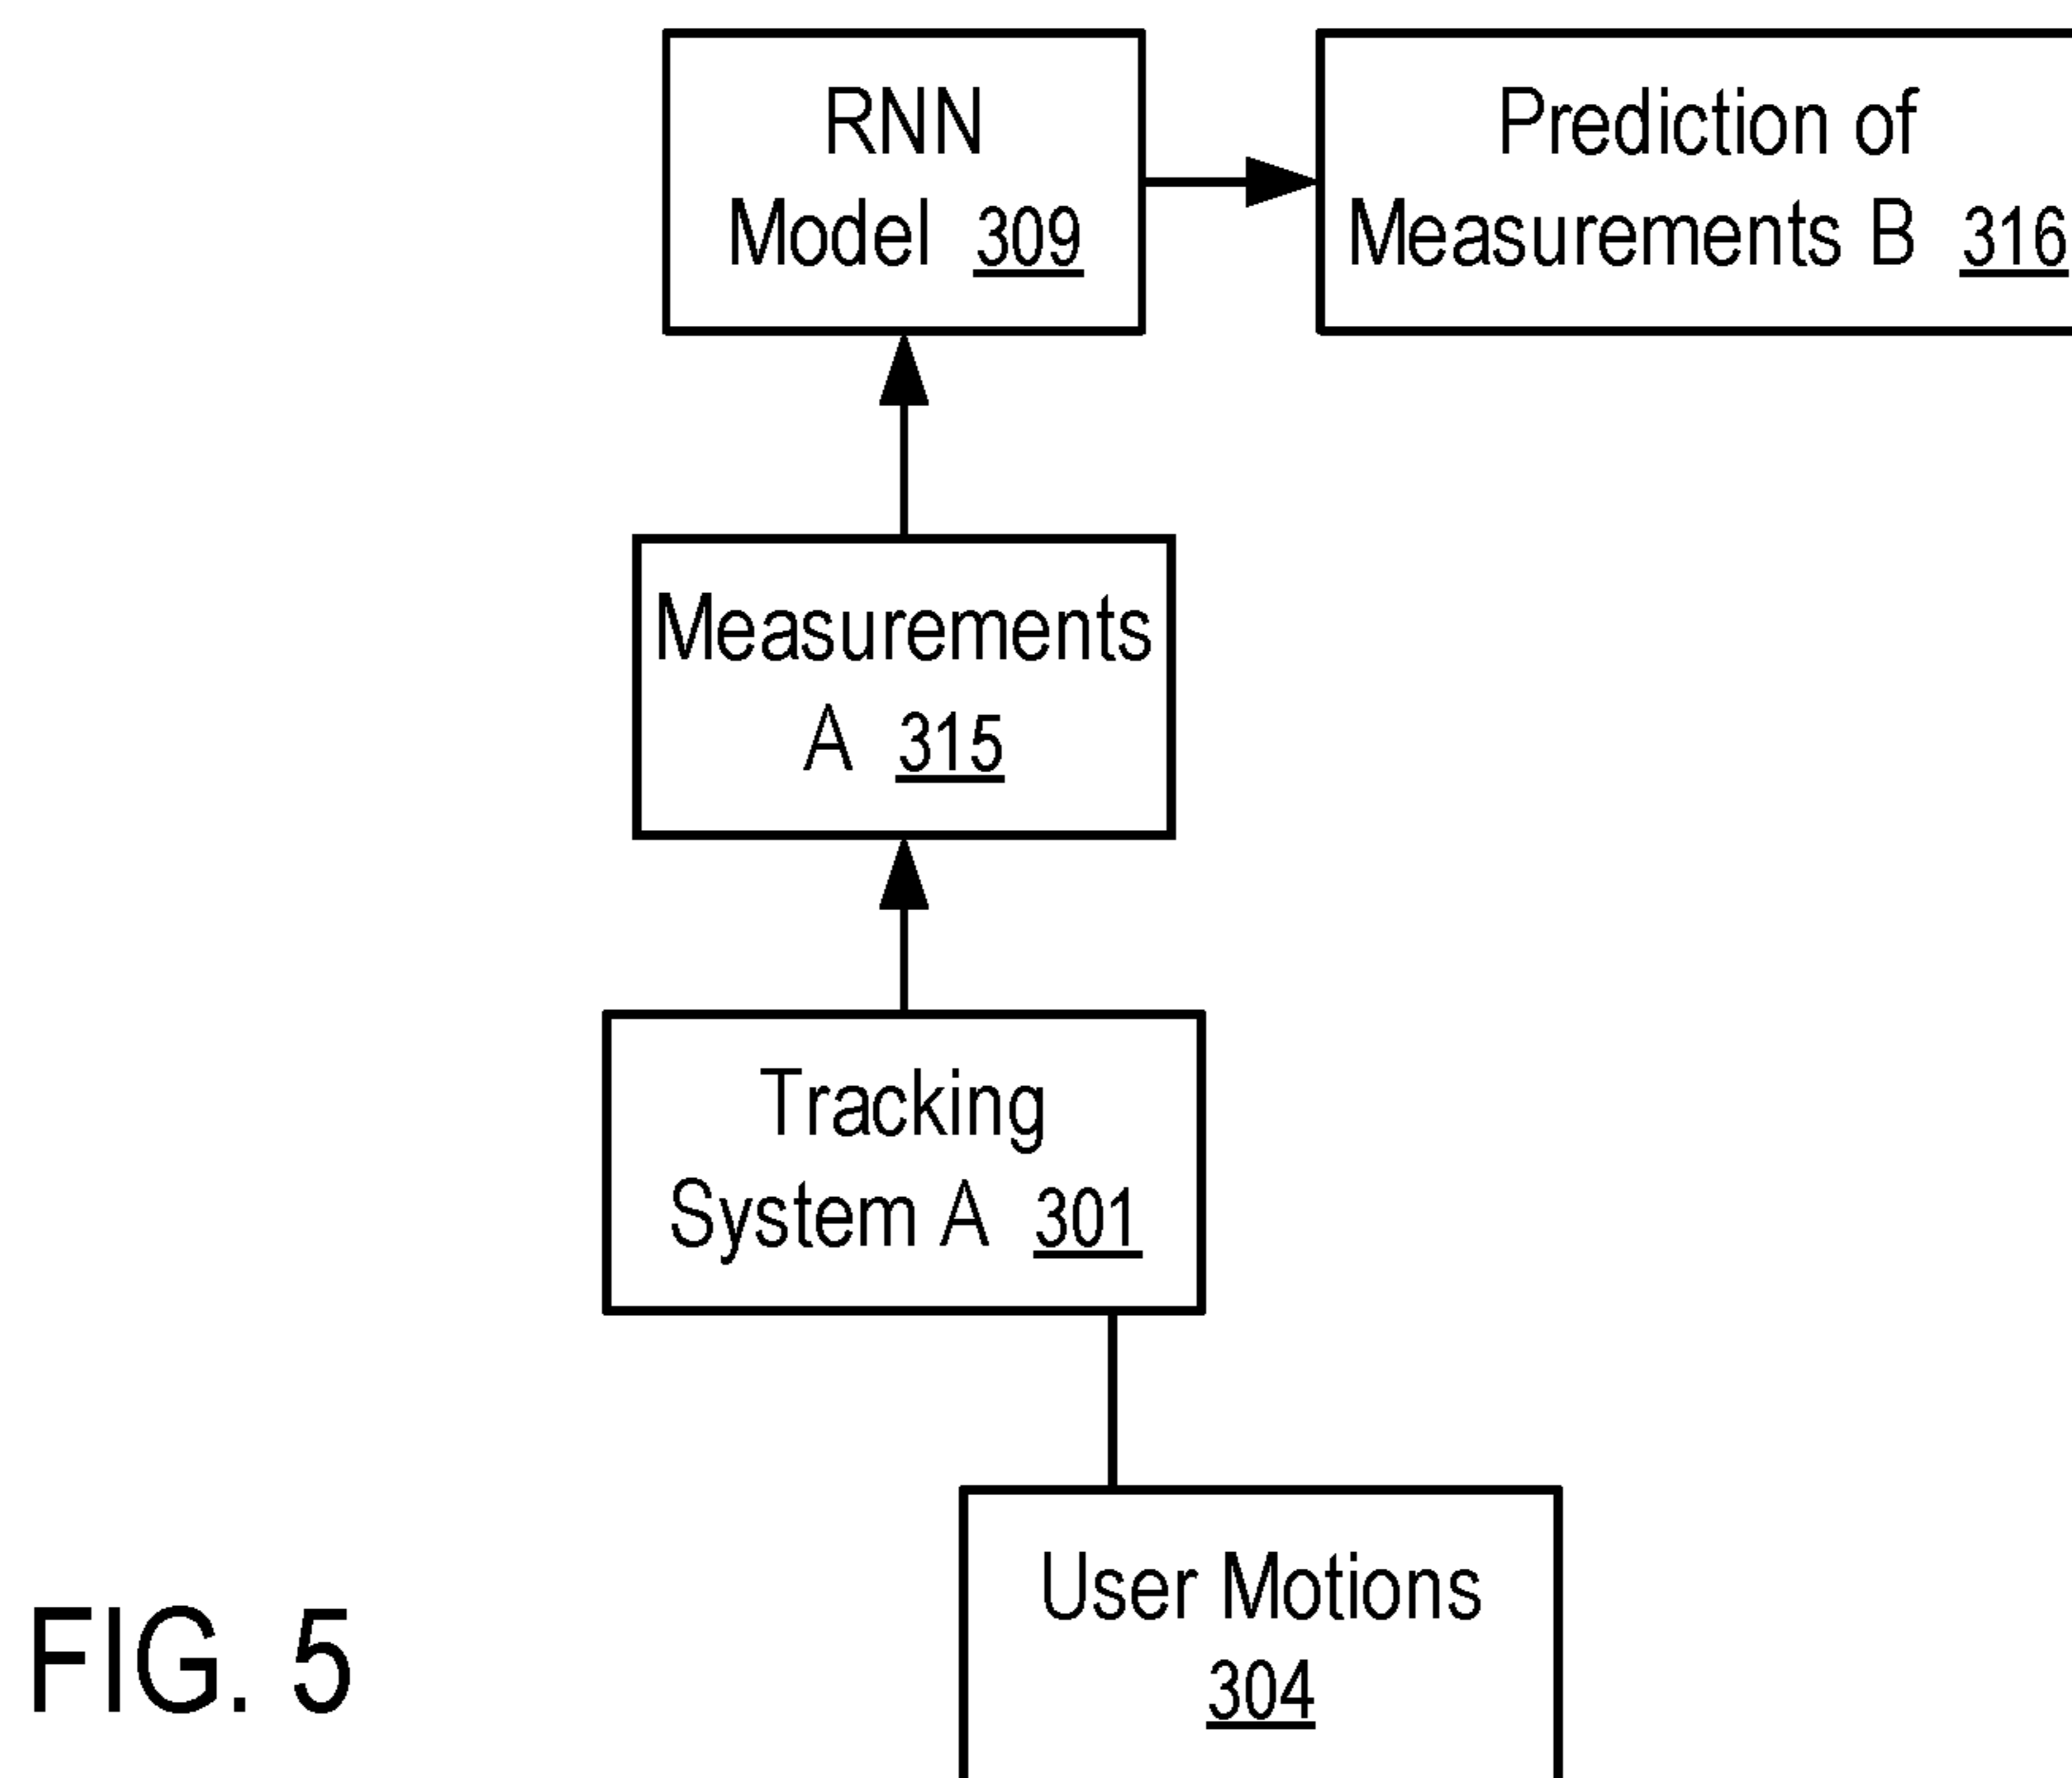 RNN
Model 309
Prediction of
Measurements B 316
Measurements
A 315
Tracking
System A 301
User Motions
304
FIG. 5